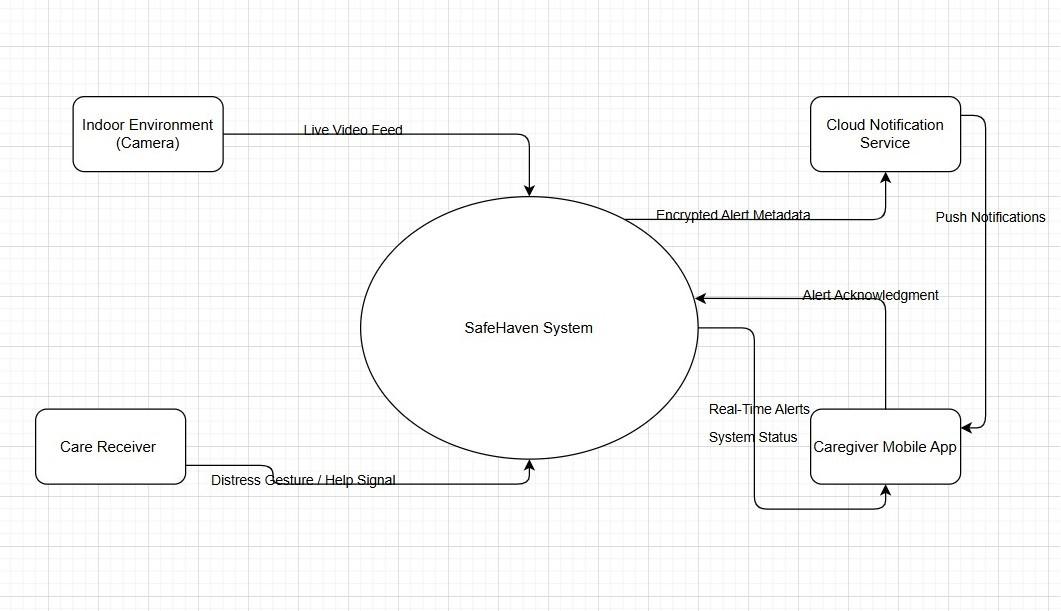 Indoor Environment
(Camera)
Live Video Feed
Cloud Notification
Service
Encrypted Alert Metadata
Push Notifications
Alert Acknowledgment
SafeHaven System
Real-Time Alerts
System Status
Caregiver Mobile App
Care Receiver
Distress Gesture / Help Signal